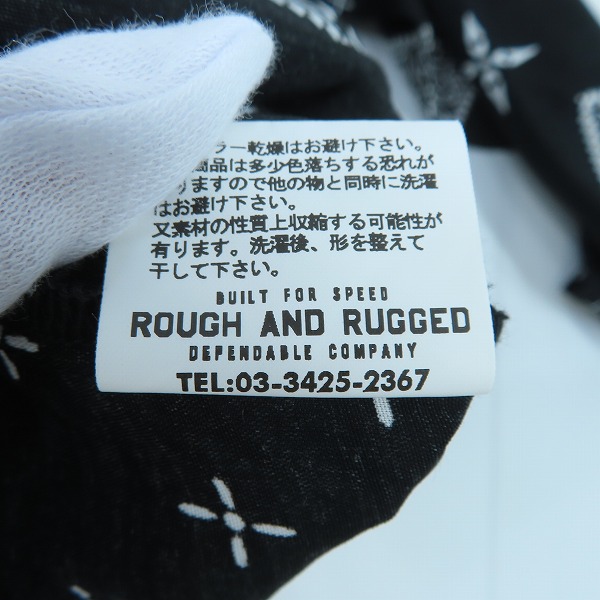 ラー乾燥はお避け下さい。
商品は多少色落ちする恐れが
りますので他の物と同時に洗濯
はお避け下さい。
又素材の性質上収縮する可能性が
有ります。洗濯後、形を整えて
干して下さい。
BUILT FOR SPEED
ROUGH AND RUGGED
DEPENDABLE COMPANY
TEL:03-3425-2367